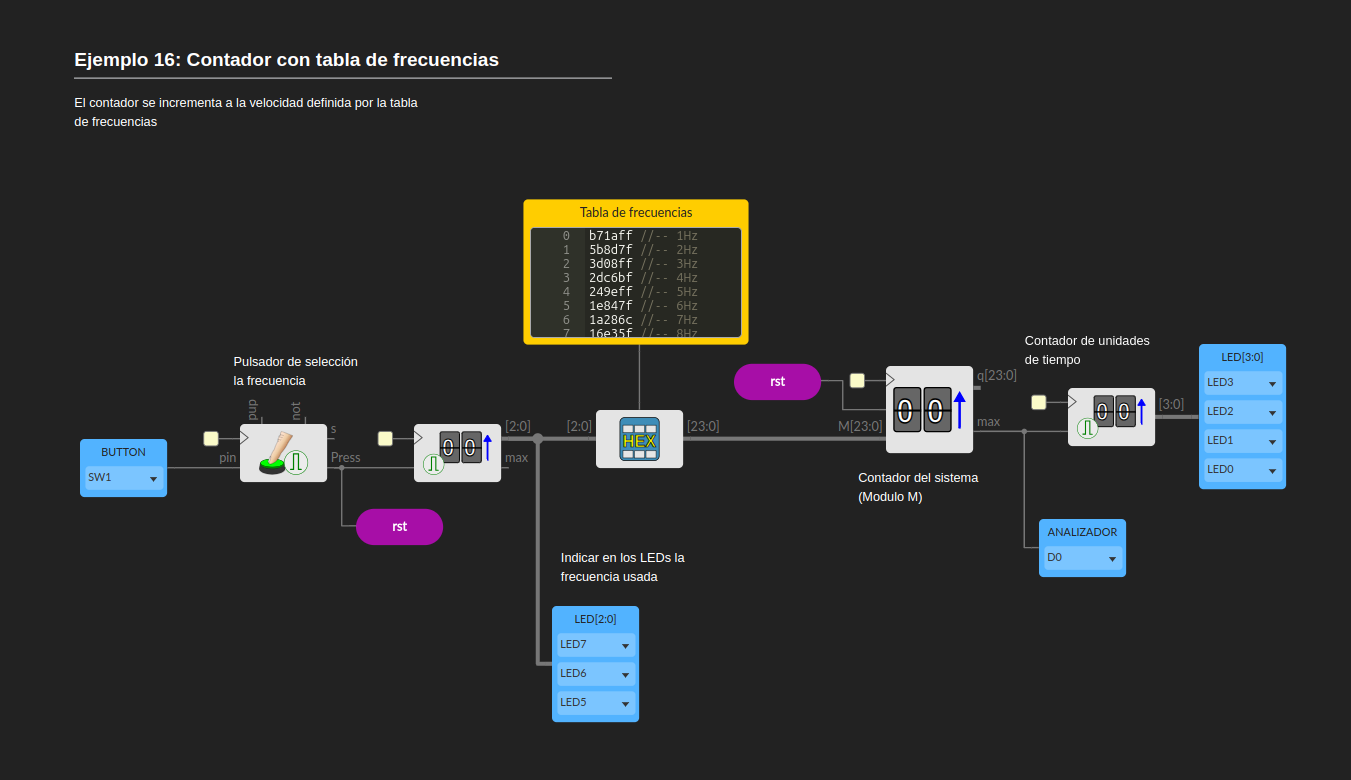 Ejemplo 16: Contador con tabla de frecuencias
El contador se incrementa a la velocidad definida por la tabla
de frecuencias
Tabla de frecuencias
0 b71aff //-- 1Hz
1 5b8d7f //-- 2Hz
2 3d08ff //-- 3Hz
3 2dc6bf //-- 4Hz
4 249eff //-- 5Hz
5 1e847f //-- 6Hz
6 1a286c //-- 7Hz
7 16e35f //-- 8Hz
Pulsador de selección
la frecuencia
pup
not
s
pin
Press
BUTTON
SW1
rst
00
[2:0]
max
[2:0]
HEX
[23:0]
rst
M[23:0]
00
q[23:0]
max
Contador del sistema
(Modulo M)
Contador de unidades
de tiempo
00
[3:0]
LED[3:0]
LED3
LED2
LED1
LED0
ANALIZADOR
D0
Indicar en los LEDs la
frecuencia usada
LED[2:0]
LED7
LED6
LED5